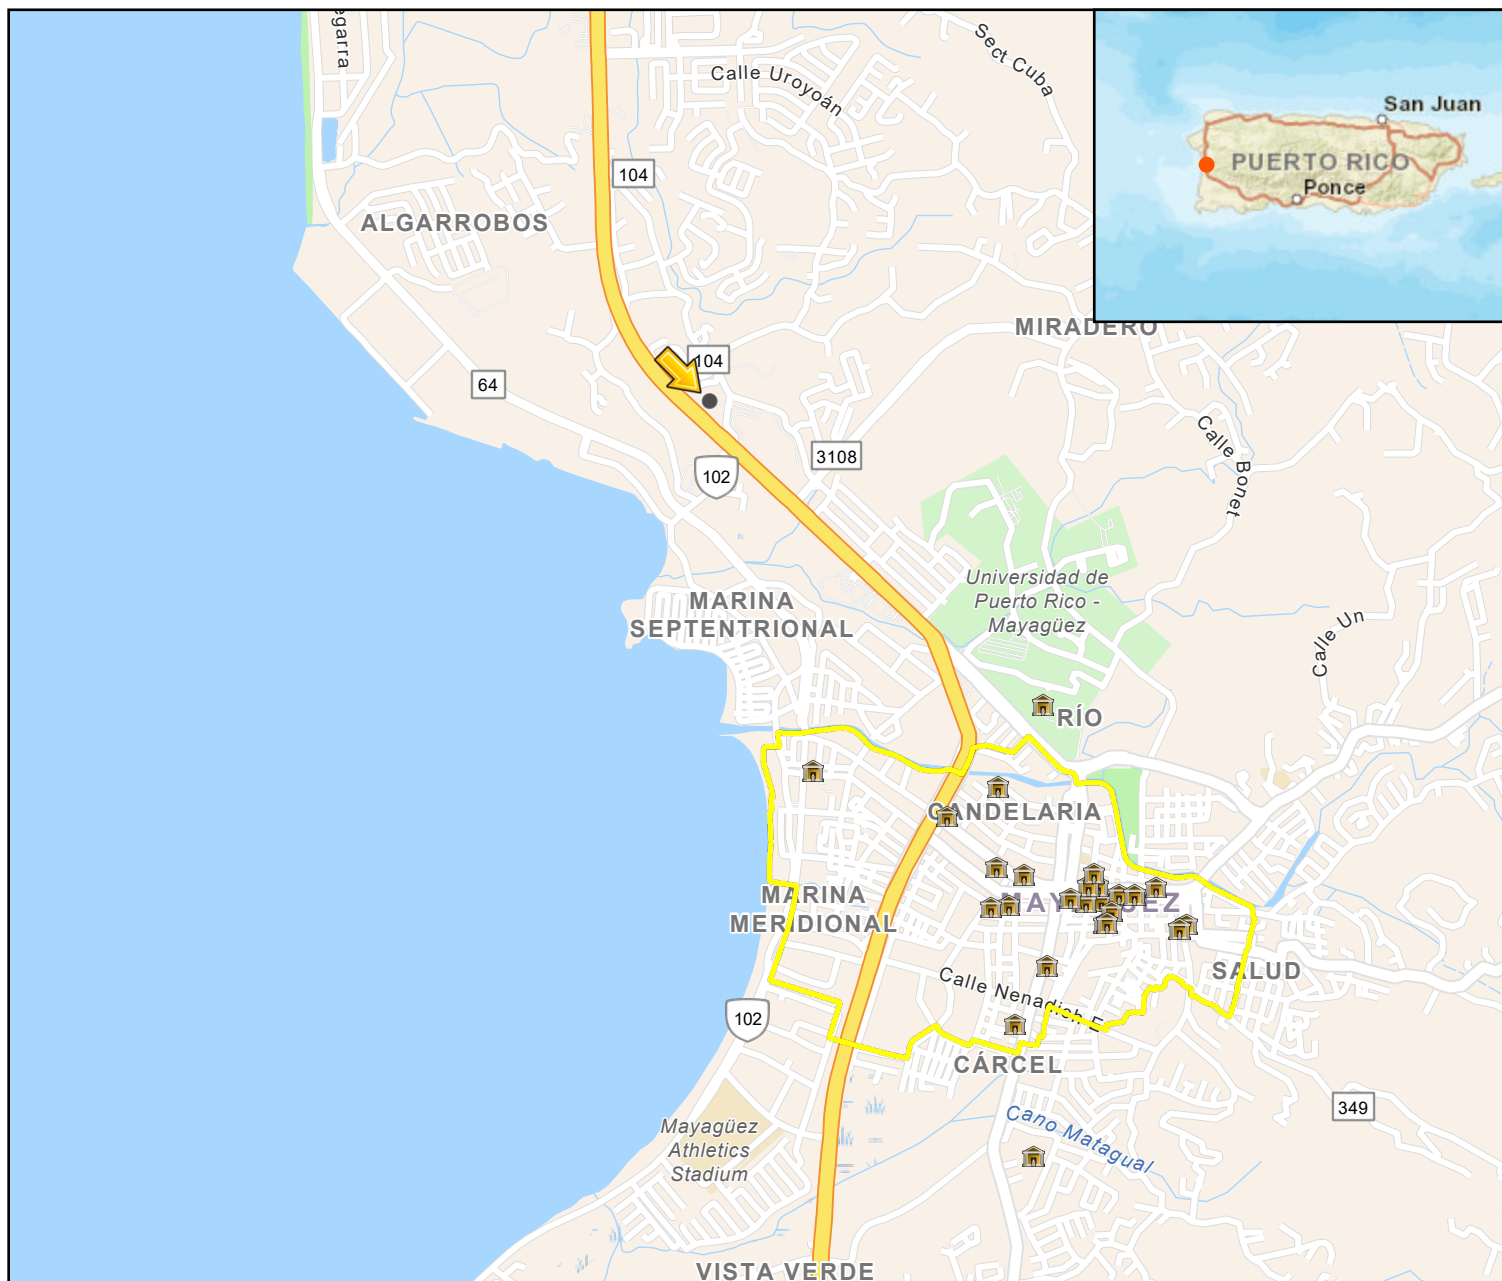 egarra
Calle Uroyoán
Sect Cuba
San Juan
PUERTO RICO
Ponce
104
ALGARROBOS
MIRADERO
104
64
Calle Bonet
3108
102
Universidad de
Puerto Rico -
Mayagüez
MARINA
SEPTENTRIONAL
Calle Un
RÍO
CANDELARIA
MARINA
MERIDIONAL
SALUD
Calle Nenadich E
102
CÁRCEL
349
Cano Matagual
Mayagüez
Athletics
Stadium
VISTA VERDE